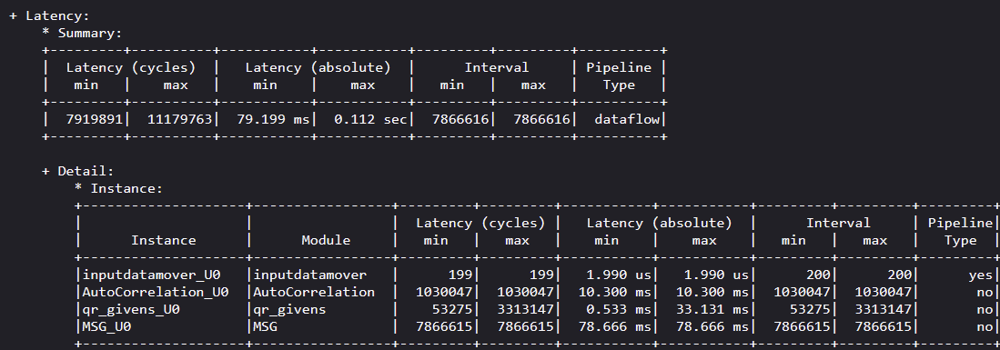 + Latency:
    * Summary:
    +---------+----------+-----------+-----------+---------+---------+----------+
    |  Latency (cycles)  |   Latency (absolute)  |      Interval     | Pipeline |
    |   min   |    max   |    min    |    max    |   min   |   max   |   Type   |
    +---------+----------+-----------+-----------+---------+---------+----------+
    |  7919891|  11179763|  79.199 ms|  0.112 sec|  7866616|  7866616|  dataflow|
    +---------+----------+-----------+-----------+---------+---------+----------+
    + Detail:
        * Instance:
        +--------------------+-----------------+---------+---------+-----------+-----------+---------+---------+---------+
        |                    |                 |  Latency (cycles) |   Latency (absolute)  |      Interval     | Pipeline|
        |      Instance      |      Module     |   min   |   max   |    min    |    max    |   min   |   max   |   Type  |
        +--------------------+-----------------+---------+---------+-----------+-----------+---------+---------+---------+
        |inputdatamover_U0   |inputdatamover   |      199|      199|   1.990 us|   1.990 us|      200|      200|      yes|
        |AutoCorrelation_U0  |AutoCorrelation  |  1030047|  1030047|  10.300 ms|  10.300 ms|  1030047|  1030047|       no|
        |qr_givens_U0        |qr_givens        |    53275|  3313147|   0.533 ms|  33.131 ms|    53275|  3313147|       no|
        |MSG_U0              |MSG              |  7866615|  7866615|  78.666 ms|  78.666 ms|  7866615|  7866615|       no|
        +--------------------+-----------------+---------+---------+-----------+-----------+---------+---------+---------+